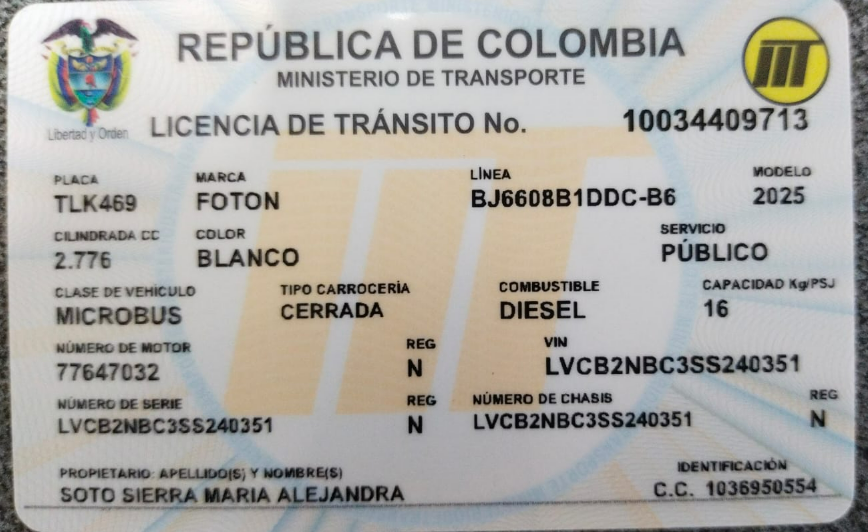 REPÚBLICA DE COLOMBIA
MINISTERIO DE TRANSPORTE
Libertad y Orden
LICENCIA DE TRÁNSITO No. 10034409713
PLACA MARCA LÍNEA MODELO
TLK469 FOTON BJ6608B1DDC-B6 2025
CILINDRADA CC COLOR SERVICIO
2.776 BLANCO PÚBLICO
CLASE DE VEHÍCULO TIPO CARROCERÍA COMBUSTIBLE CAPACIDAD Kg/PSJ
MICROBUS CERRADA DIESEL 16
NÚMERO DE MOTOR REG VIN
77647032 N LVCB2NBC3SS240351
NÚMERO DE SERIE REG NÚMERO DE CHASIS REG
LVCB2NBC3SS240351 N LVCB2NBC3SS240351 N
PROPIETARIO: APELLIDO(S) Y NOMBRE(S) IDENTIFICACIÓN
SOTO SIERRA MARIA ALEJANDRA C.C. 1036950554